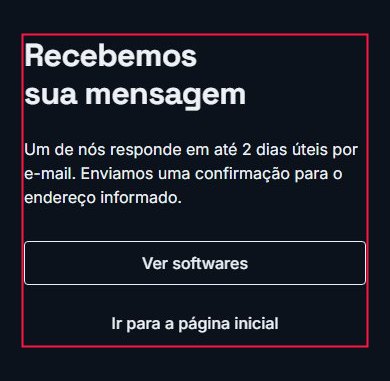 Recebemos
sua mensagem
Um de nós responde em até 2 dias úteis por
e-mail. Enviamos uma confirmação para o
endereço informado.
Ver softwares
Ir para a página inicial